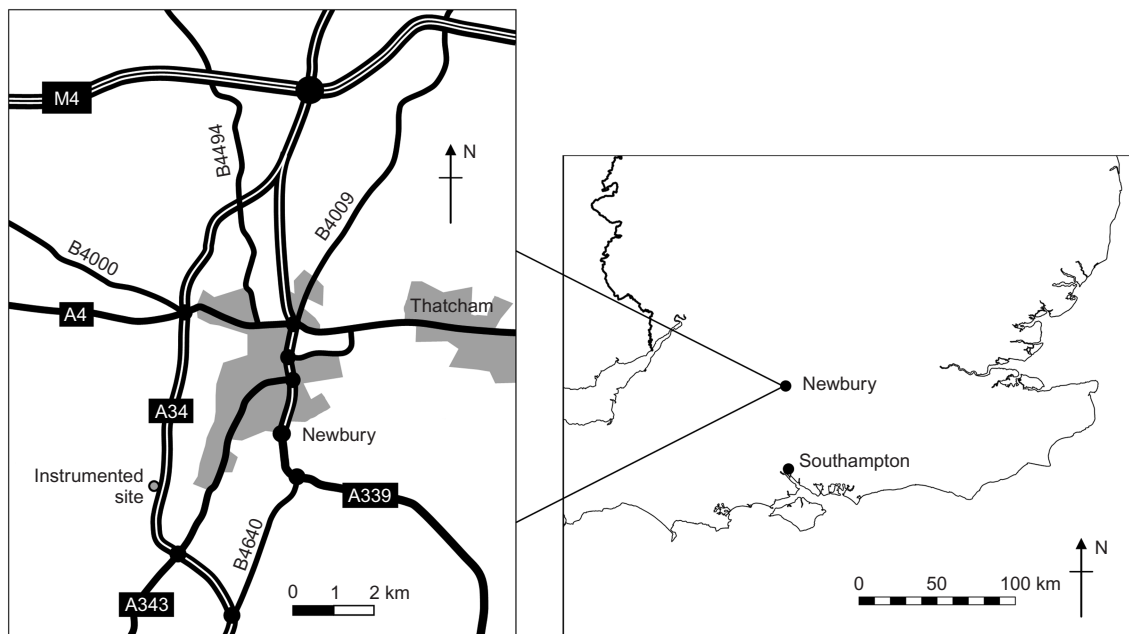 M4
B4494
N
B4009
B4000
Thatcham
A4
A34
Newbury
Instrumented
site
A339
B4640
A343
0 1 2 km
N
Newbury
Southampton
0 50 100 km